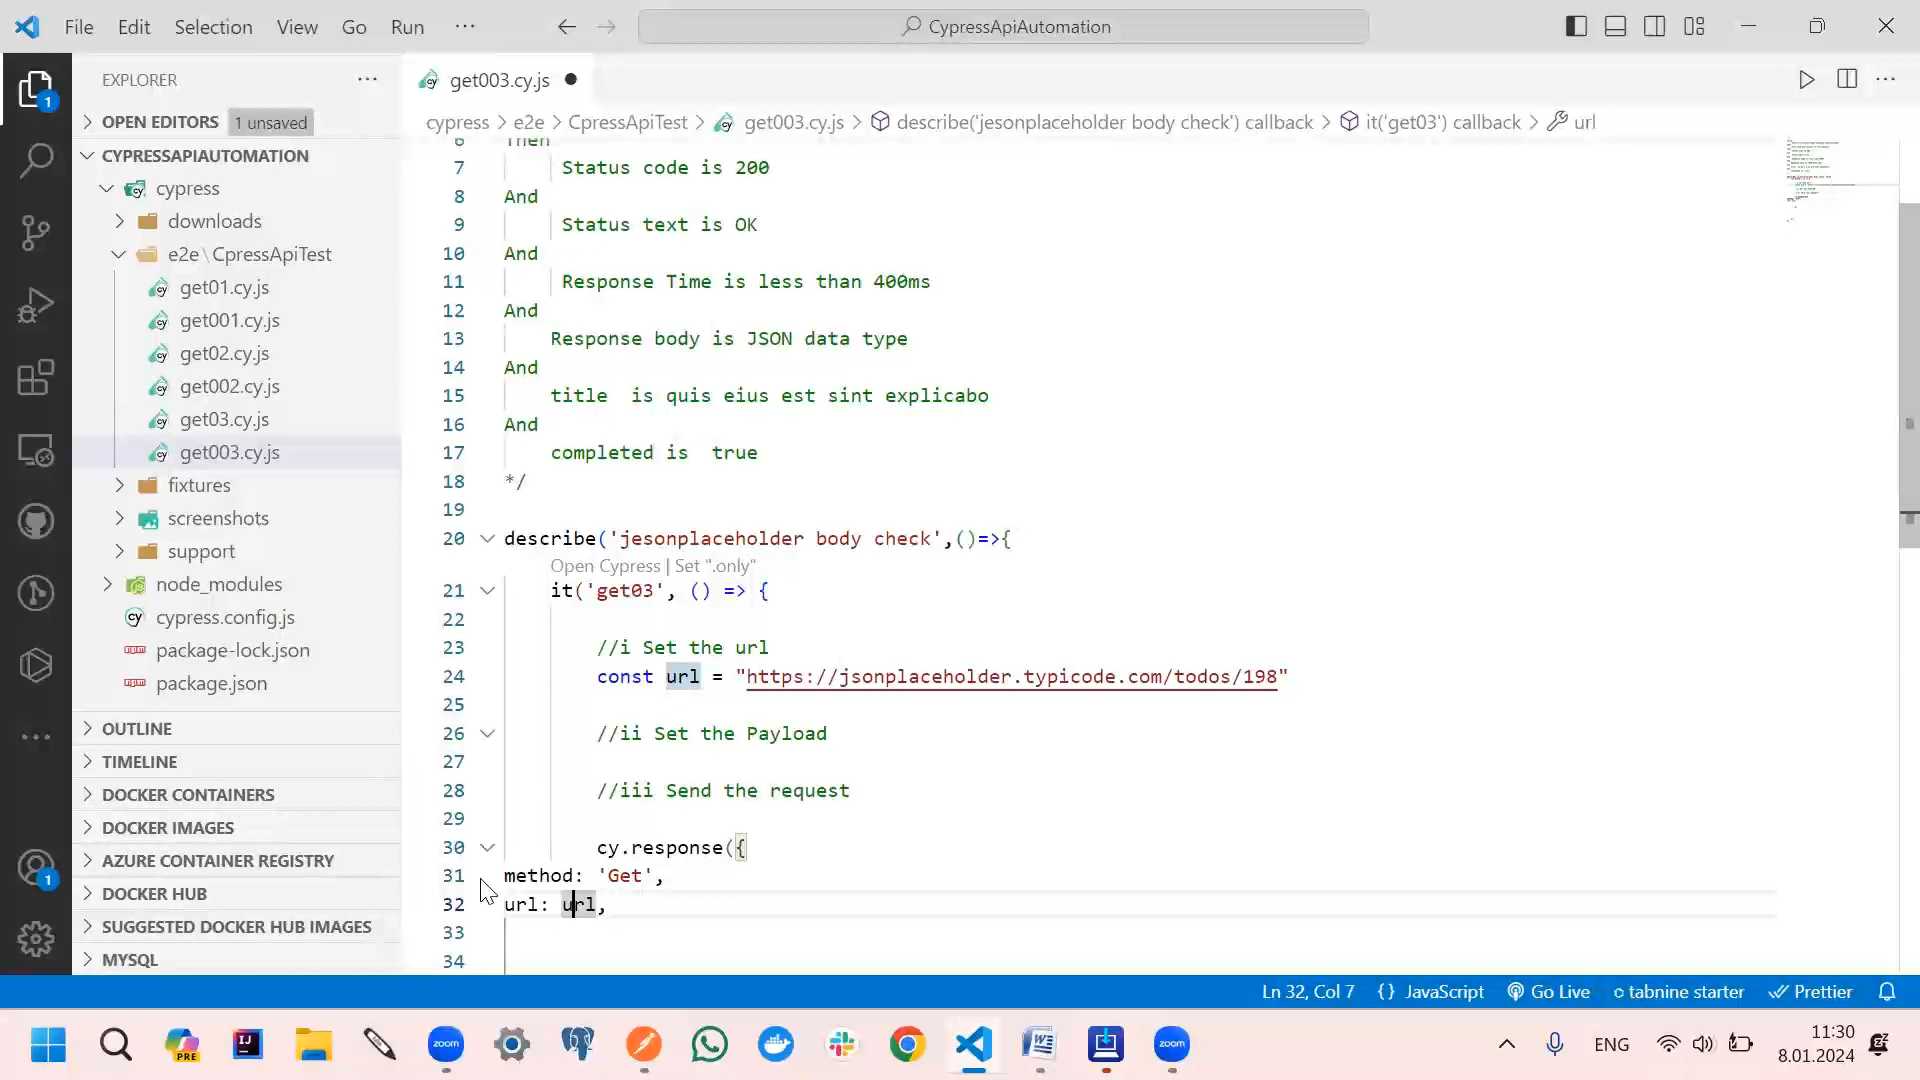 File Edit Selection View Go Run ···
CypressApiAutomation
EXPLORER
OPEN EDITORS 1 unsaved
CYPRESSAPIAUTOMATION
cypress
downloads
e2e \ CpressApiTest
get01.cy.js
get001.cy.js
get02.cy.js
get002.cy.js
get03.cy.js
get003.cy.js
fixtures
screenshots
support
node_modules
cypress.config.js
package-lock.json
package.json
OUTLINE
TIMELINE
DOCKER CONTAINERS
DOCKER IMAGES
AZURE CONTAINER REGISTRY
DOCKER HUB
SUGGESTED DOCKER HUB IMAGES
MYSQL
1
1
get003.cy.js
cypress > e2e > CpressApiTest > get003.cy.js > describe('jesonplaceholder body check') callback > it('get03') callback > url
6 Then
7 Status code is 200
8 And
9 Status text is OK
10 And
11 Response Time is less than 400ms
12 And
13 Response body is JSON data type
14 And
15 title  is quis eius est sint explicabo
16 And
17 completed is  true
18 */
19
20 describe('jesonplaceholder body check',()=>{
Open Cypress | Set ".only"
21 it('get03', () => {
22
23 //i Set the url
24 const url = "https://jsonplaceholder.typicode.com/todos/198"
25
26 //ii Set the Payload
27
28 //iii Send the request
29
30 cy.response({
31 method: 'Get',
32 url: url,
33
34
Ln 32, Col 7 {} JavaScript Go Live tabnine starter Prettier
PRE
IJ
zoom
W
zoom
ENG
11:30
8.01.2024